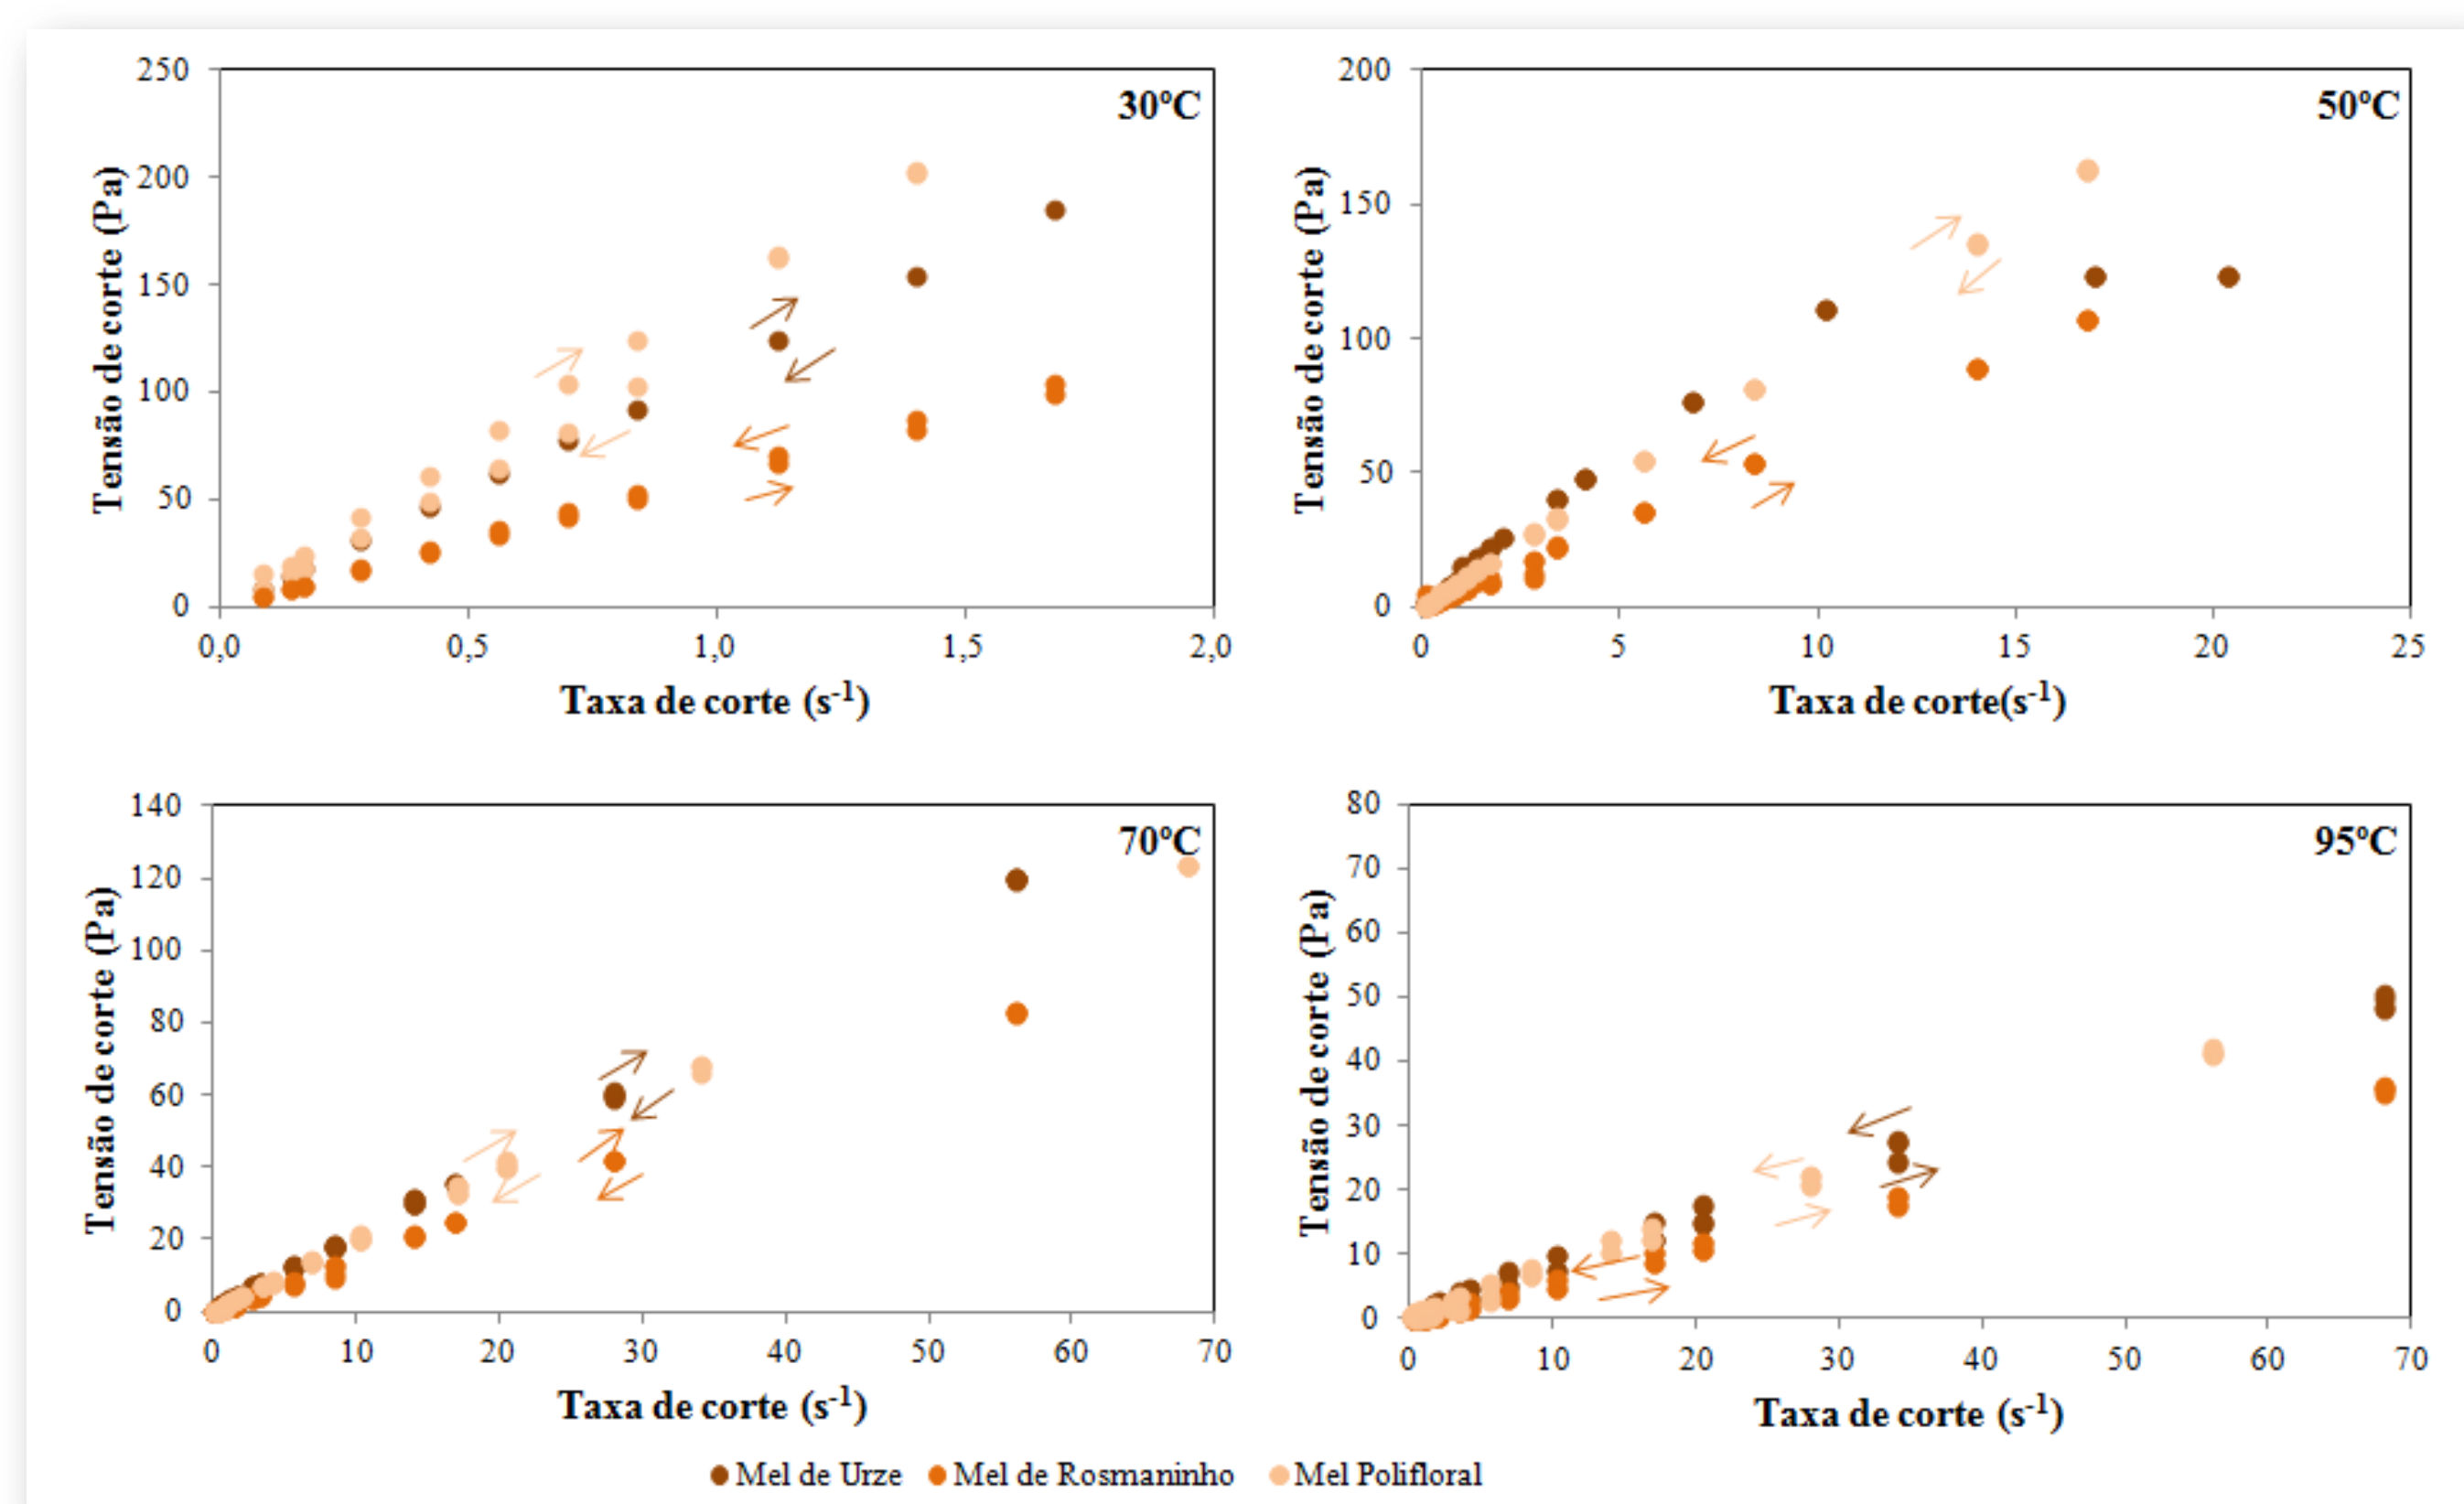 250
200
150
100
50
0
30ºC
Tensão de corte (Pa)
0,0 0,5 1,0 1,5 2,0
Taxa de corte (s-1)
200
150
100
50
0
50ºC
Tensão de corte (Pa)
0 5 10 15 20 25
Taxa de corte(s-1)
140
120
100
80
60
40
20
0
70ºC
Tensão de corte (Pa)
0 10 20 30 40 50 60 70
Taxa de corte (s-1)
80
70
60
50
40
30
20
10
0
95ºC
Tensão de corte (Pa)
0 10 20 30 40 50 60 70
Taxa de corte (s-1)
Mel de Urze Mel de Rosmaninho Mel Polifloral